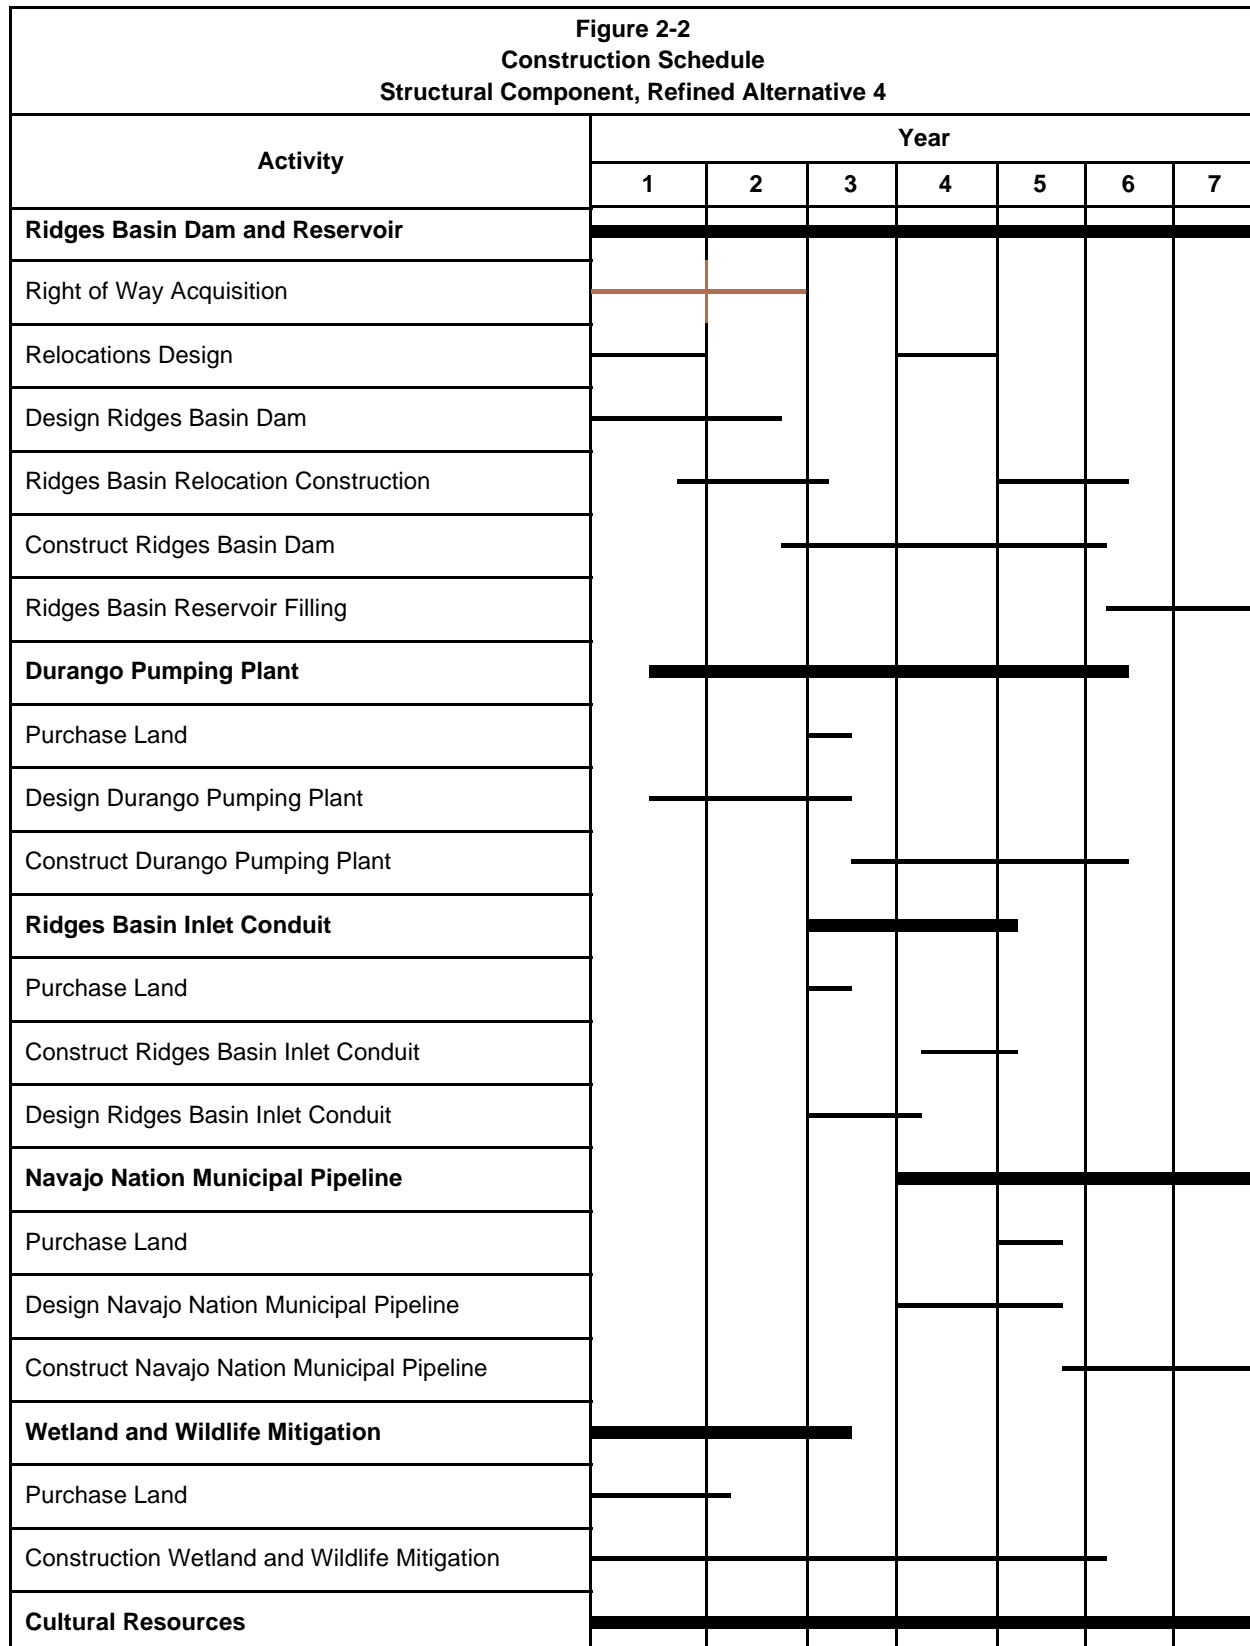 Figure 2-2
Construction Schedule
Structural Component, Refined Alternative 4
Activity
Year
1 2 3 4 5 6 7
Ridges Basin Dam and Reservoir
Right of Way Acquisition
Relocations Design
Design Ridges Basin Dam
Ridges Basin Relocation Construction
Construct Ridges Basin Dam
Ridges Basin Reservoir Filling
Durango Pumping Plant
Purchase Land
Design Durango Pumping Plant
Construct Durango Pumping Plant
Ridges Basin Inlet Conduit
Purchase Land
Construct Ridges Basin Inlet Conduit
Design Ridges Basin Inlet Conduit
Navajo Nation Municipal Pipeline
Purchase Land
Design Navajo Nation Municipal Pipeline
Construct Navajo Nation Municipal Pipeline
Wetland and Wildlife Mitigation
Purchase Land
Construction Wetland and Wildlife Mitigation
Cultural Resources